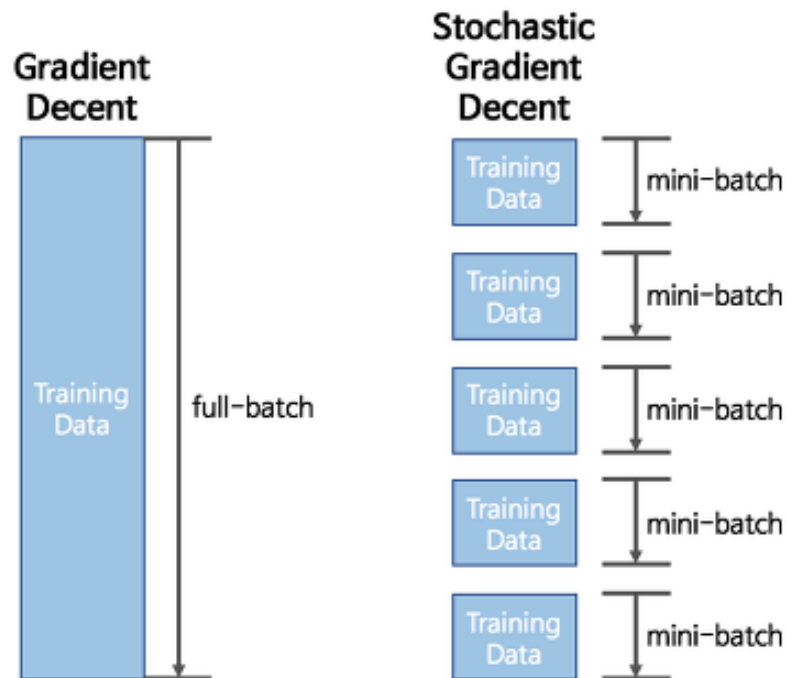 Gradient
Decent
Training
Data
full-batch
Stochastic
Gradient
Decent
Training
Data
mini-batch
Training
Data
mini-batch
Training
Data
mini-batch
Training
Data
mini-batch
Training
Data
mini-batch